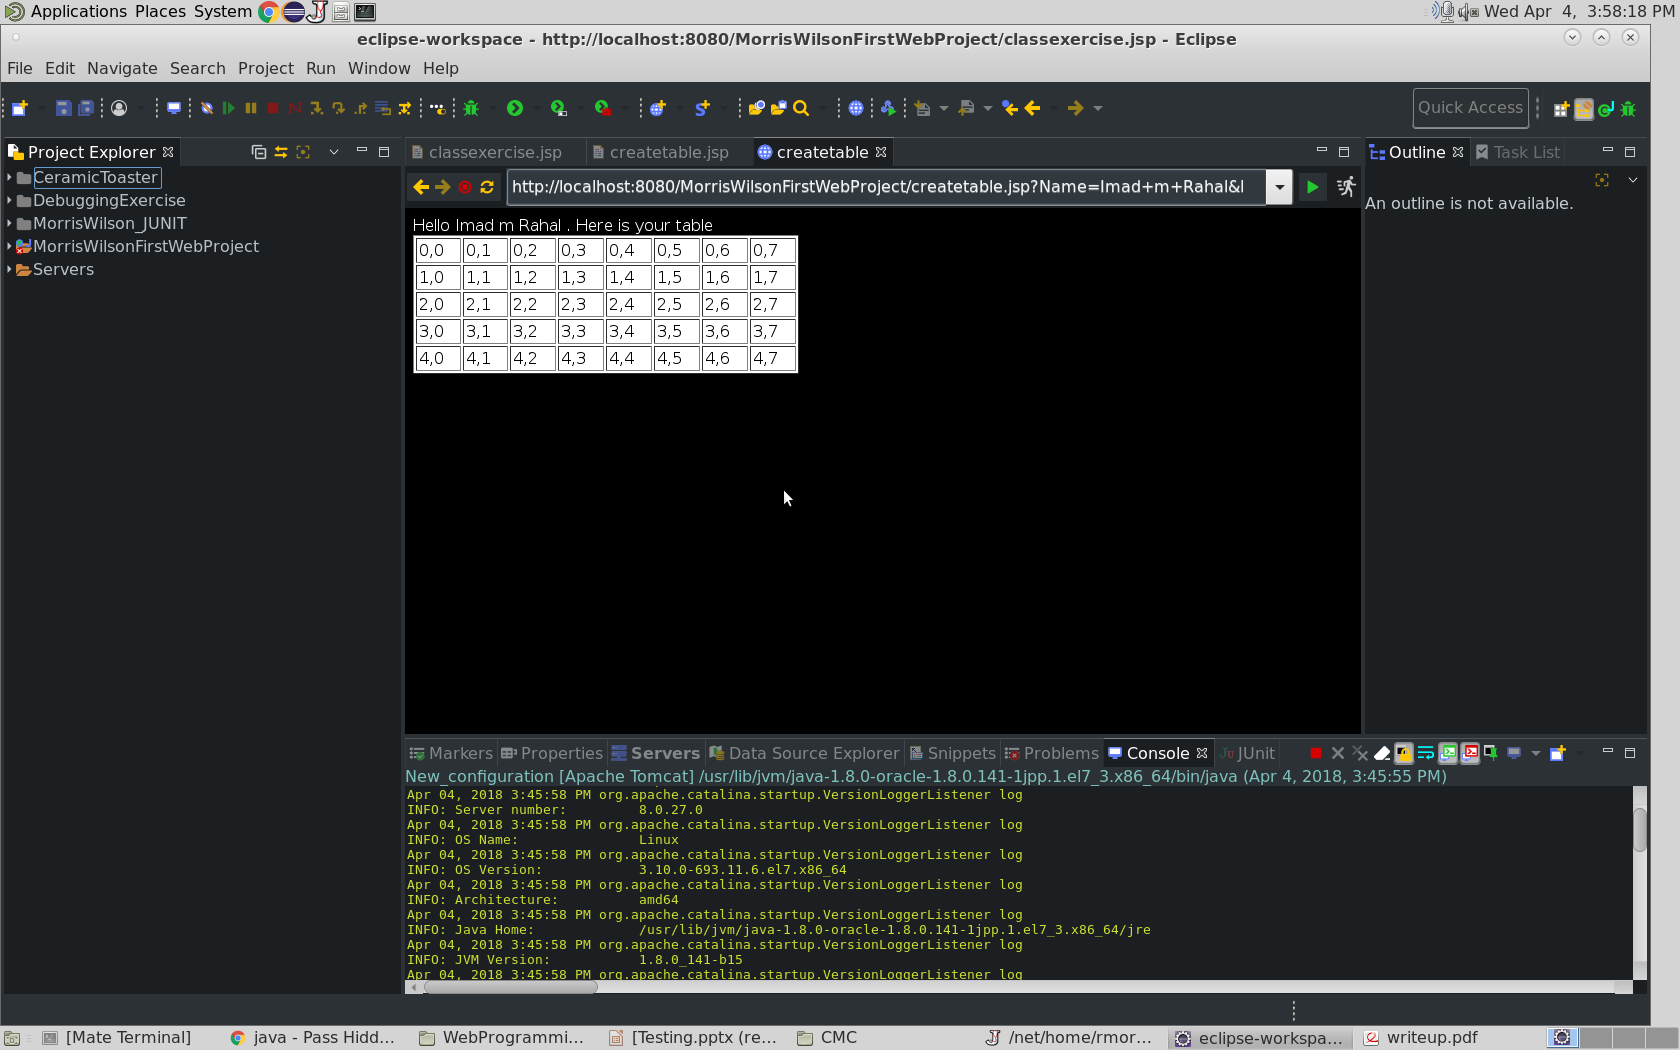 Applications Places System
Wed Apr 4, 3:58:18 PM
eclipse-workspace - http://localhost:8080/MorrisWilsonFirstWebProject/classexercise.jsp - Eclipse
File Edit Navigate Search Project Run Window Help
Quick Access
Project Explorer
classexercise.jsp createtable.jsp createtable
Outline Task List
CeramicToaster
DebuggingExercise
MorrisWilson_JUNIT
MorrisWilsonFirstWebProject
Servers
http://localhost:8080/MorrisWilsonFirstWebProject/createtable.jsp?Name=Imad+m+Rahal&l
An outline is not available.
Hello Imad m Rahal . Here is your table
0,0 0,1 0,2 0,3 0,4 0,5 0,6 0,7
1,0 1,1 1,2 1,3 1,4 1,5 1,6 1,7
2,0 2,1 2,2 2,3 2,4 2,5 2,6 2,7
3,0 3,1 3,2 3,3 3,4 3,5 3,6 3,7
4,0 4,1 4,2 4,3 4,4 4,5 4,6 4,7
Markers Properties Servers Data Source Explorer Snippets Problems Console JUnit
New_configuration [Apache Tomcat] /usr/lib/jvm/java-1.8.0-oracle-1.8.0.141-1jpp.1.el7_3.x86_64/bin/java (Apr 4, 2018, 3:45:55 PM)
Apr 04, 2018 3:45:58 PM org.apache.catalina.startup.VersionLoggerListener log
INFO: Server number: 8.0.27.0
Apr 04, 2018 3:45:58 PM org.apache.catalina.startup.VersionLoggerListener log
INFO: OS Name: Linux
Apr 04, 2018 3:45:58 PM org.apache.catalina.startup.VersionLoggerListener log
INFO: OS Version: 3.10.0-693.11.6.el7.x86_64
Apr 04, 2018 3:45:58 PM org.apache.catalina.startup.VersionLoggerListener log
INFO: Architecture: amd64
Apr 04, 2018 3:45:58 PM org.apache.catalina.startup.VersionLoggerListener log
INFO: Java Home: /usr/lib/jvm/java-1.8.0-oracle-1.8.0.141-1jpp.1.el7_3.x86_64/jre
Apr 04, 2018 3:45:58 PM org.apache.catalina.startup.VersionLoggerListener log
INFO: JVM Version: 1.8.0_141-b15
Apr 04, 2018 3:45:58 PM org.apache.catalina.startup.VersionLoggerListener log
[Mate Terminal] java - Pass Hidd... WebProgrammi... [Testing.pptx (re... CMC /net/home/rmor... eclipse-workspa... writeup.pdf